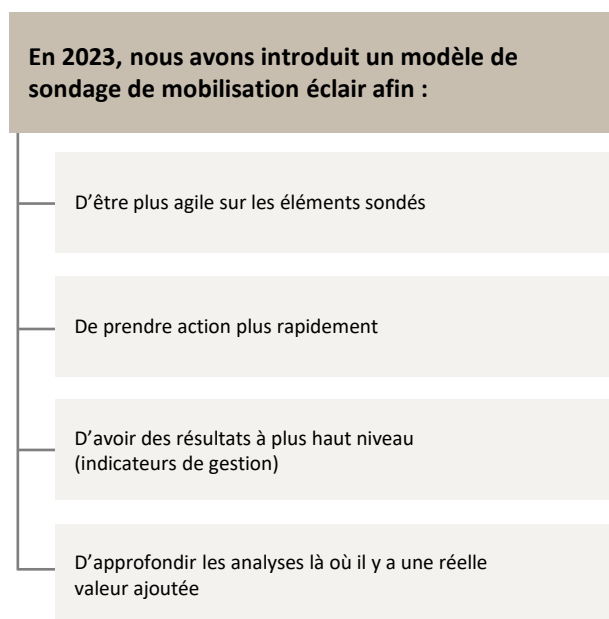 En 2023, nous avons introduit un modèle de
sondage de mobilisation éclair afin :
D’être plus agile sur les éléments sondés
De prendre action plus rapidement
D’avoir des résultats à plus haut niveau
(indicateurs de gestion)
D’approfondir les analyses là où il y a une réelle
valeur ajoutée